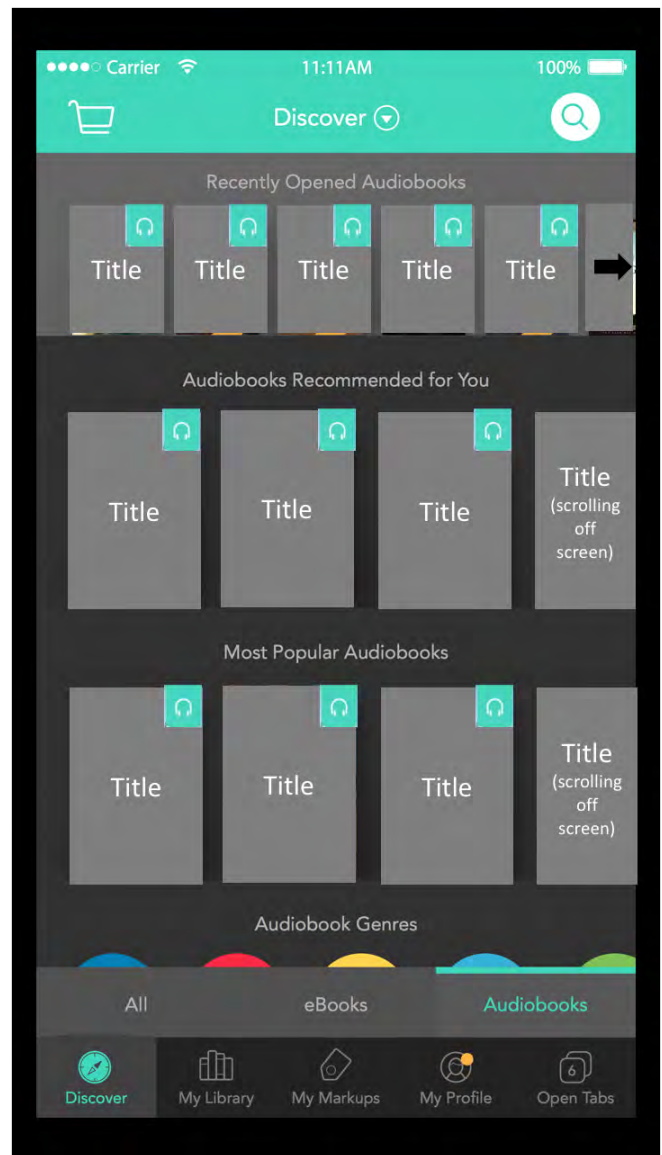 Carrier 11:11AM 100%
Discover
Recently Opened Audiobooks
Title Title Title Title Title
Audiobooks Recommended for You
Title Title Title Title
(scrolling
off
screen)
Most Popular Audiobooks
Title Title Title Title
(scrolling
off
screen)
Audiobook Genres
All eBooks Audiobooks
6
Discover My Library My Markups My Profile Open Tabs